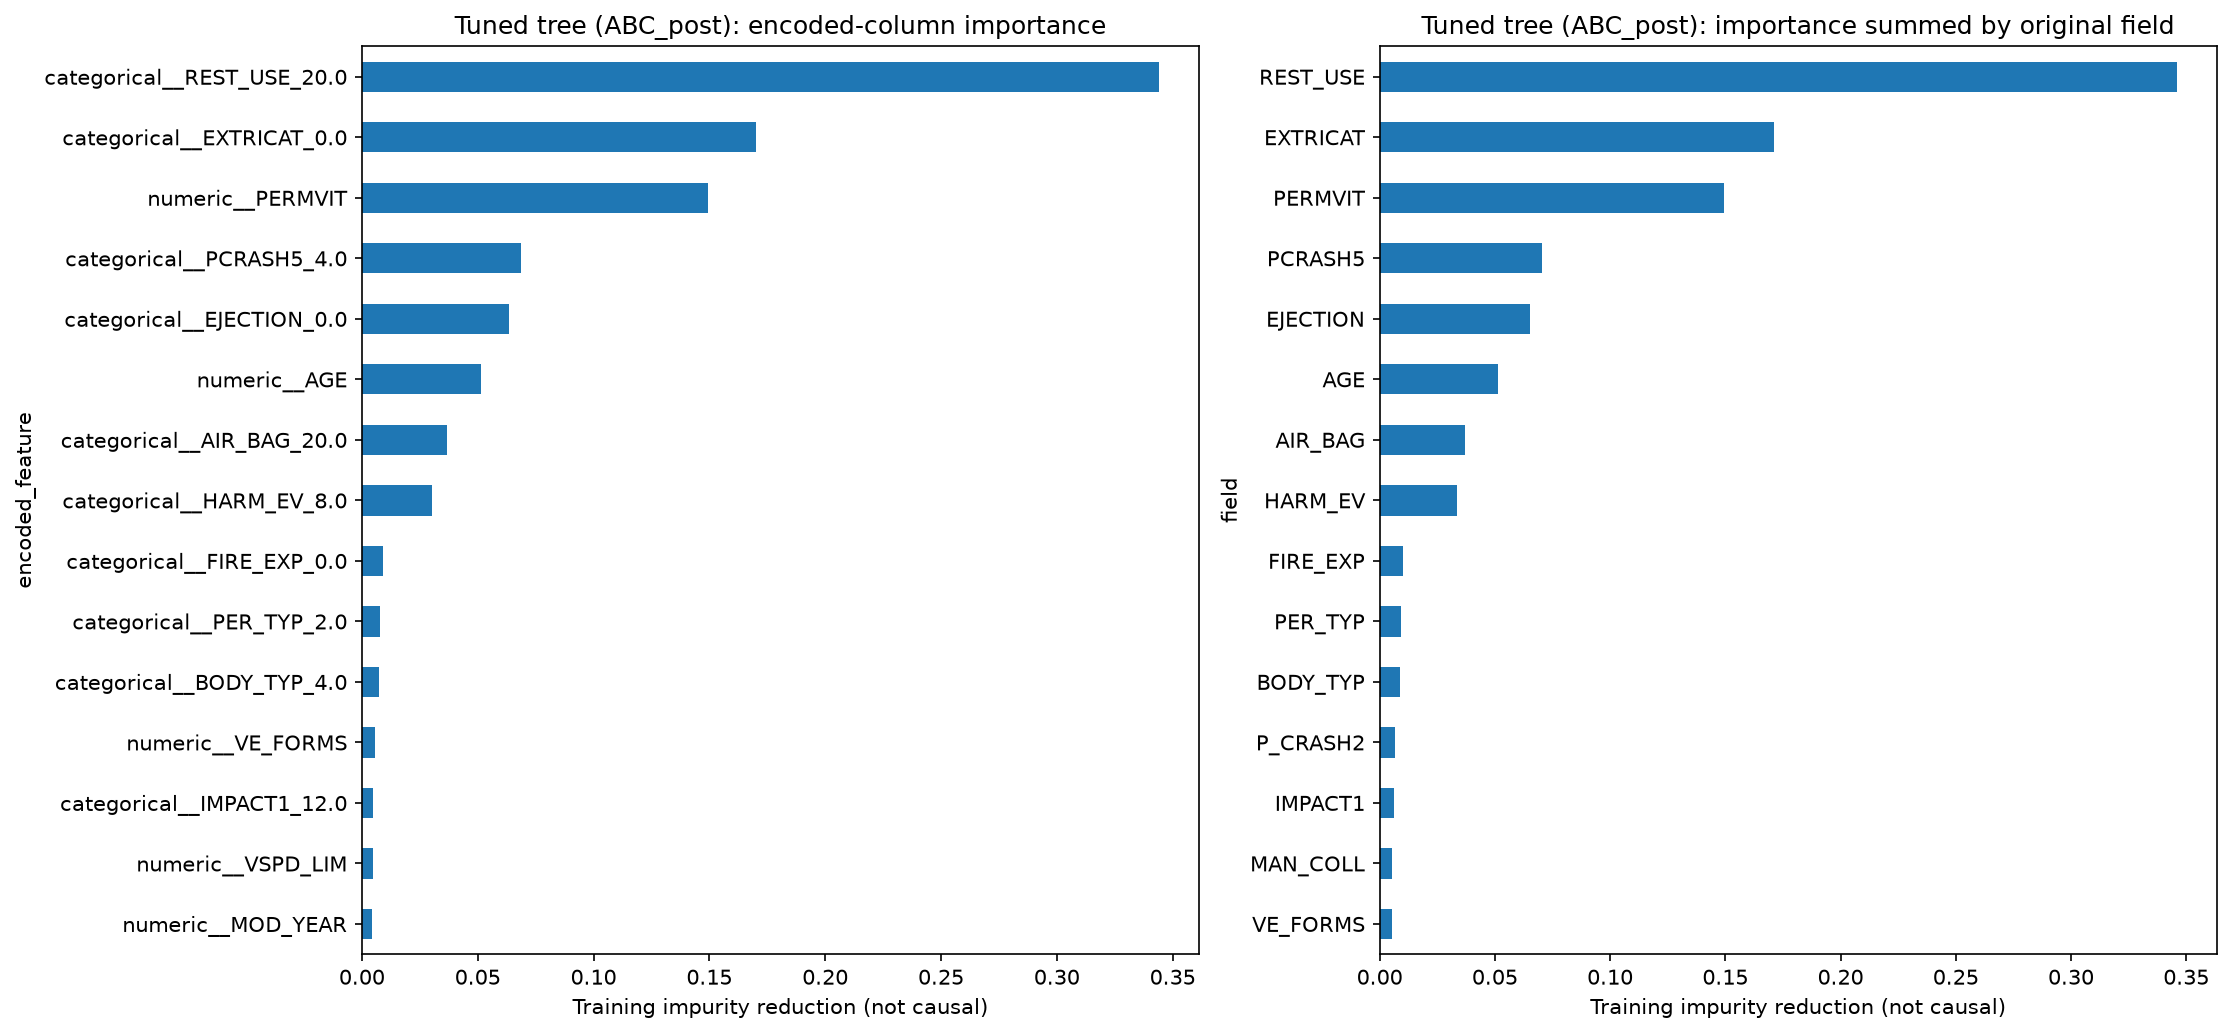 Tuned tree (ABC_post): encoded-column importance
encoded_feature
categorical__REST_USE_20.0
categorical__EXTRICAT_0.0
numeric__PERMVIT
categorical__PCRASH5_4.0
categorical__EJECTION_0.0
numeric__AGE
categorical__AIR_BAG_20.0
categorical__HARM_EV_8.0
categorical__FIRE_EXP_0.0
categorical__PER_TYP_2.0
categorical__BODY_TYP_4.0
numeric__VE_FORMS
categorical__IMPACT1_12.0
numeric__VSPD_LIM
numeric__MOD_YEAR
0.00 0.05 0.10 0.15 0.20 0.25 0.30 0.35
Training impurity reduction (not causal)
Tuned tree (ABC_post): importance summed by original field
field
REST_USE
EXTRICAT
PERMVIT
PCRASH5
EJECTION
AGE
AIR_BAG
HARM_EV
FIRE_EXP
PER_TYP
BODY_TYP
P_CRASH2
IMPACT1
MAN_COLL
VE_FORMS
0.00 0.05 0.10 0.15 0.20 0.25 0.30 0.35
Training impurity reduction (not causal)